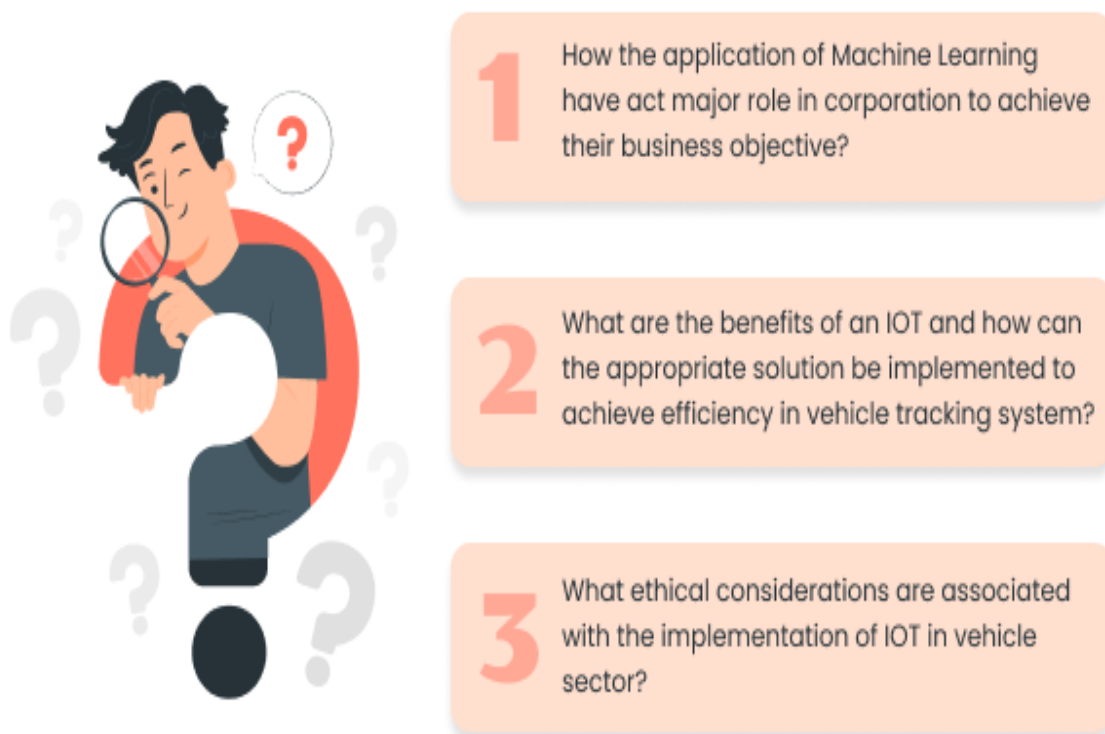 1
How the application of Machine Learning
have act major role in corporation to achieve
their business objective?
2
What are the benefits of an IOT and how can
the appropriate solution be implemented to
achieve efficiency in vehicle tracking system?
3
What ethical considerations are associated
with the implementation of IOT in vehicle
sector?